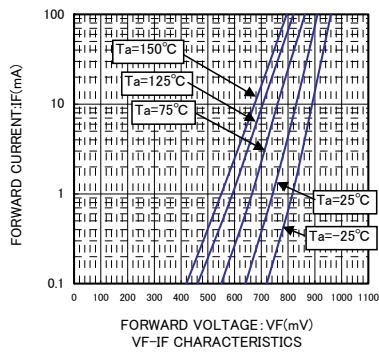 100
10
1
0.1
FORWARD CURRENT:IF(mA)
Ta=150℃
Ta=125℃
Ta=75℃
Ta=25℃
Ta=-25℃
0 100 200 300 400 500 600 700 800 900 1000 1100
FORWARD VOLTAGE:VF(mV)
VF-IF CHARACTERISTICS